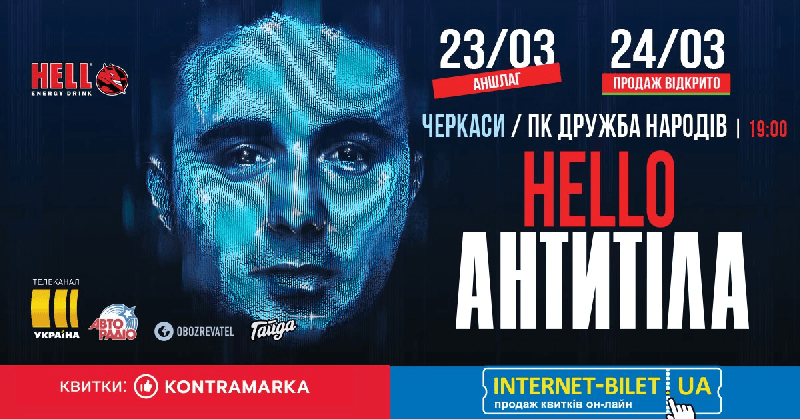 HELL
ENERGY DRINK
23/03
АНШЛАГ
24/03
ПРОДАЖ ВІДКРИТО
ЧЕРКАСИ / ПК ДРУЖБА НАРОДІВ | 19:00
HELLO
АНТИТІЛА
ТЕЛЕКАНАЛ
УКРАЇНА
АВТО
РАДІО
OBOZREVATEL
Гайда
КВИТКИ: KONTRAMARKA
INTERNET-BILET UA
продаж квитків он-лайн